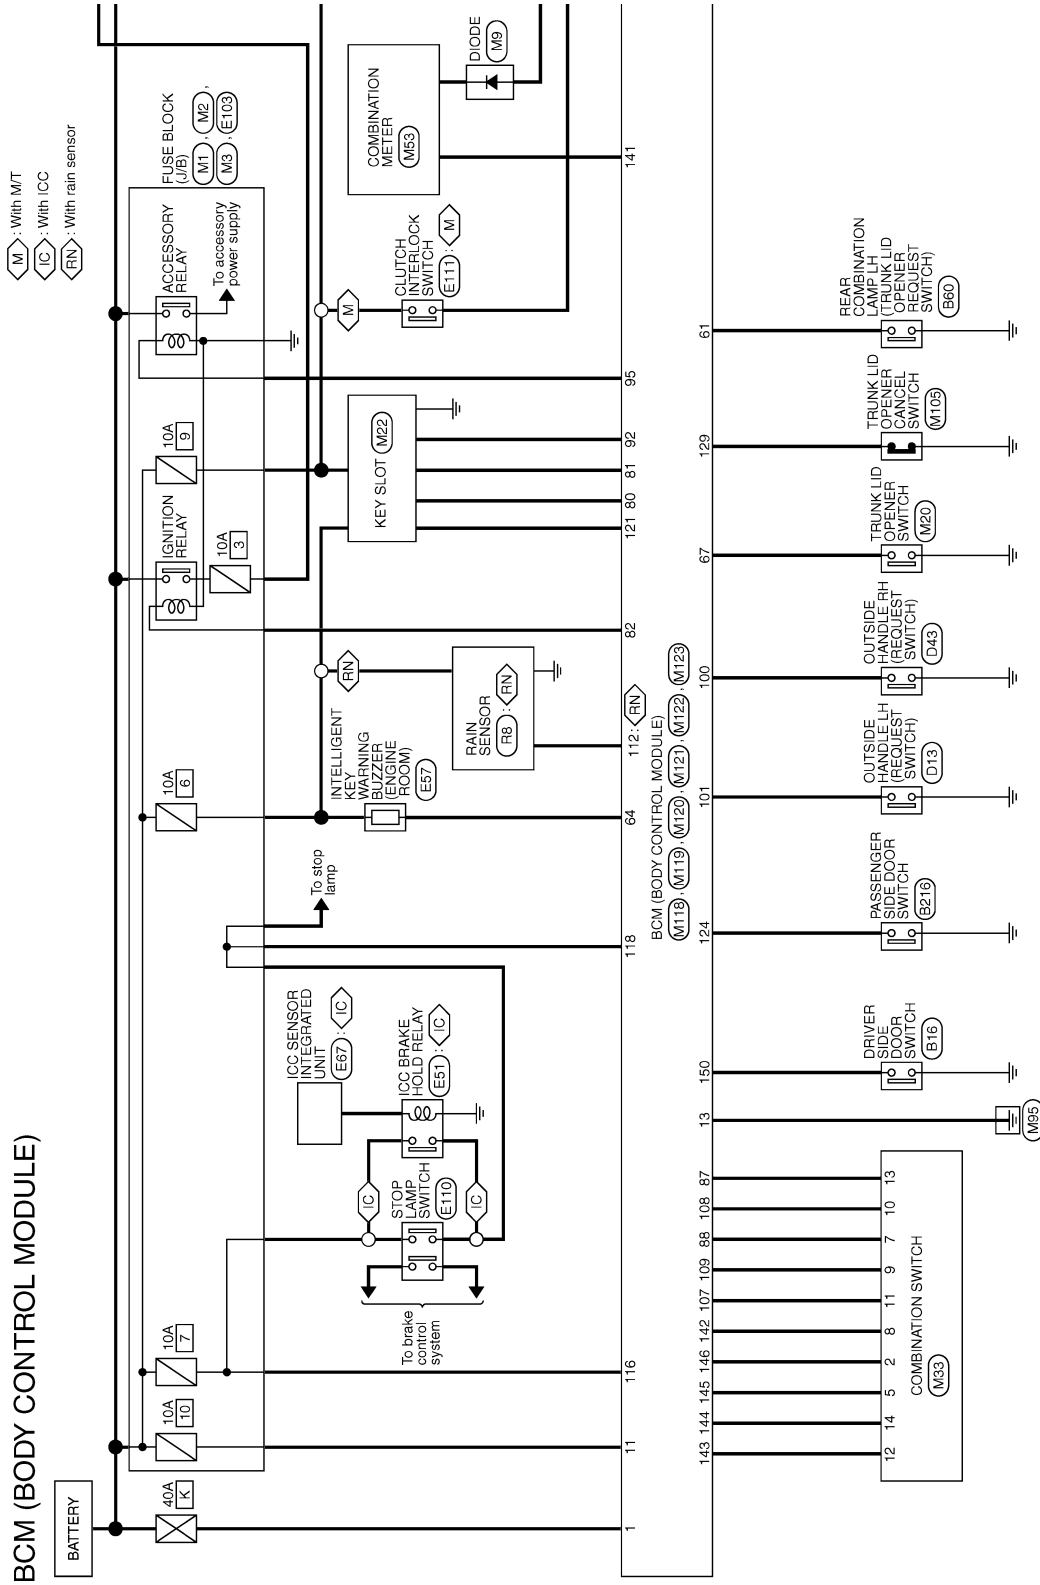 BCM (BODY CONTROL MODULE)
M : With M/T
IC : With ICC
RN : With rain sensor
BATTERY
40A
K
10A
10
10A
7
10A
6
IGNITION
RELAY
10A
3
10A
9
ACCESSORY
RELAY
To accessory
power supply
FUSE BLOCK
(J/B)
M1 , M2 ,
M3 , E103
To brake
control
system
STOP
LAMP
SWITCH
E110
IC
IC
ICC SENSOR
INTEGRATED
UNIT
E67 : IC
ICC BRAKE
HOLD RELAY
E51 : IC
To stop
lamp
INTELLIGENT
KEY
WARNING
BUZZER
(ENGINE
ROOM)
E57
RN
RAIN
SENSOR
R8 : RN
KEY SLOT M22
M
CLUTCH
INTERLOCK
SWITCH
E111 : M
COMBINATION
METER
M53
DIODE
M9
1
11
116
118
64
112: RN
82
121
80
81
92
95
141
BCM (BODY CONTROL MODULE)
M118 , M119 , M120 , M121 , M122 , M123
143
144
145
146
142
107
109
88
108
87
13
150
124
101
100
67
129
61
12
14
5
2
8
11
9
7
10
13
COMBINATION SWITCH
M33
M95
DRIVER
SIDE
DOOR
SWITCH
B16
PASSENGER
SIDE DOOR
SWITCH
B216
OUTSIDE
HANDLE LH
(REQUEST
SWITCH)
D13
OUTSIDE
HANDLE RH
(REQUEST
SWITCH)
D43
TRUNK LID
OPENER
SWITCH
M20
TRUNK LID
OPENER
CANCEL
SWITCH
M105
REAR
COMBINATION
LAMP LH
(TRUNK LID
OPENER
REQUEST
SWITCH)
B60